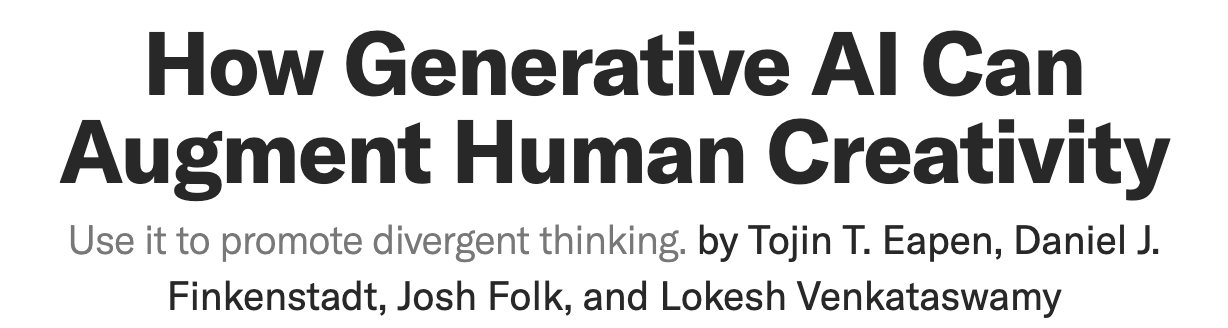 How Generative AI Can
Augment Human Creativity
Use it to promote divergent thinking. by Tojin T. Eapen, Daniel J.
Finkenstadt, Josh Folk, and Lokesh Venkataswamy